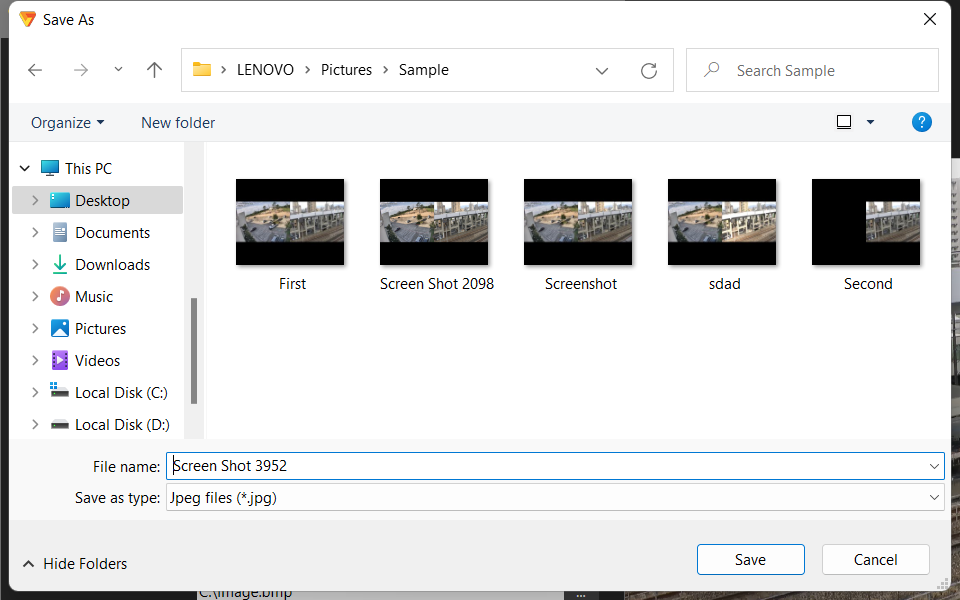 Save As
LENOVO > Pictures > Sample
Search Sample
Organize
New folder
?
This PC
Desktop
Documents
Downloads
Music
Pictures
Videos
Local Disk (C:)
Local Disk (D:)
First
Screen Shot 2098
Screenshot
sdad
Second
File name: Screen Shot 3952
Save as type: Jpeg files (*.jpg)
Hide Folders
Save
Cancel
C:\image.bmp
...